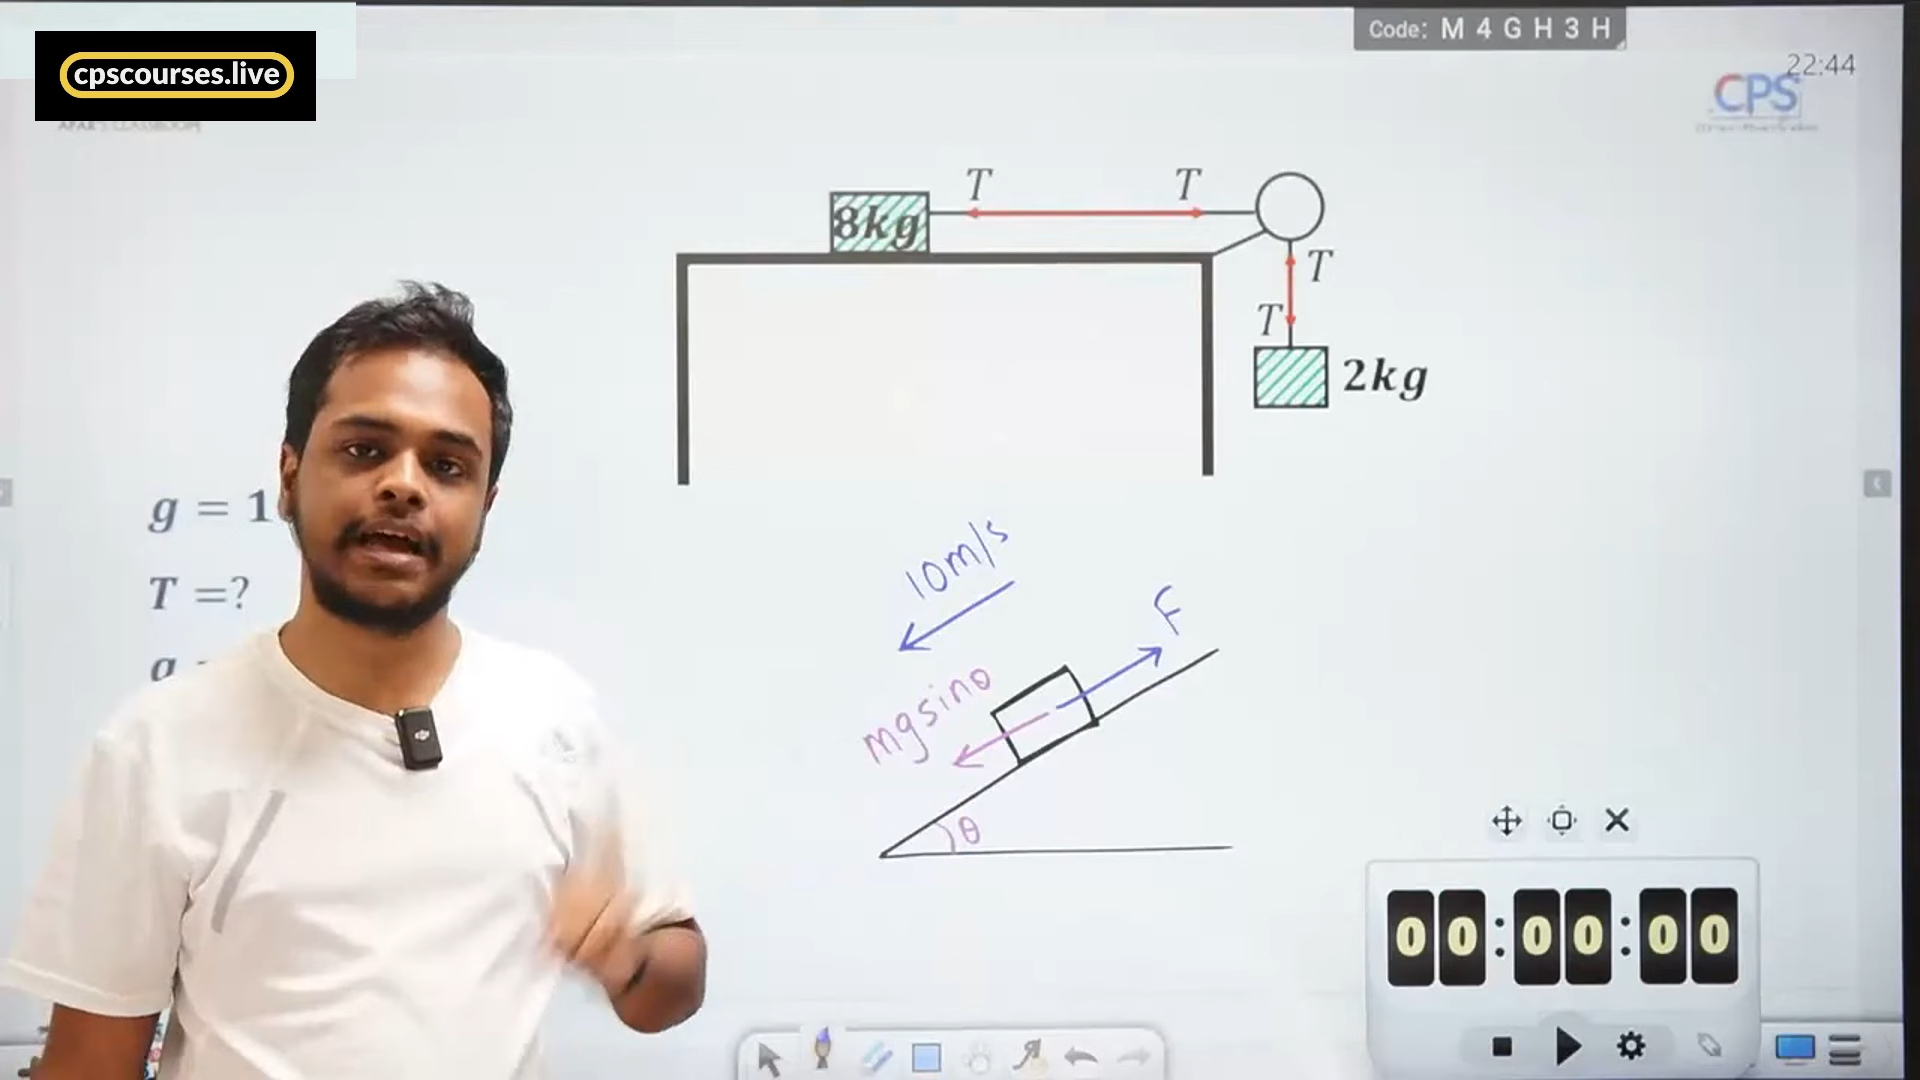 cpscourses.live
Code: M 4 G H 3 H
22:44
CPS
T T
8kg
T
T
2kg
g = 1
T =?
a
10m/s
F
mgsinθ
θ
00:00:00